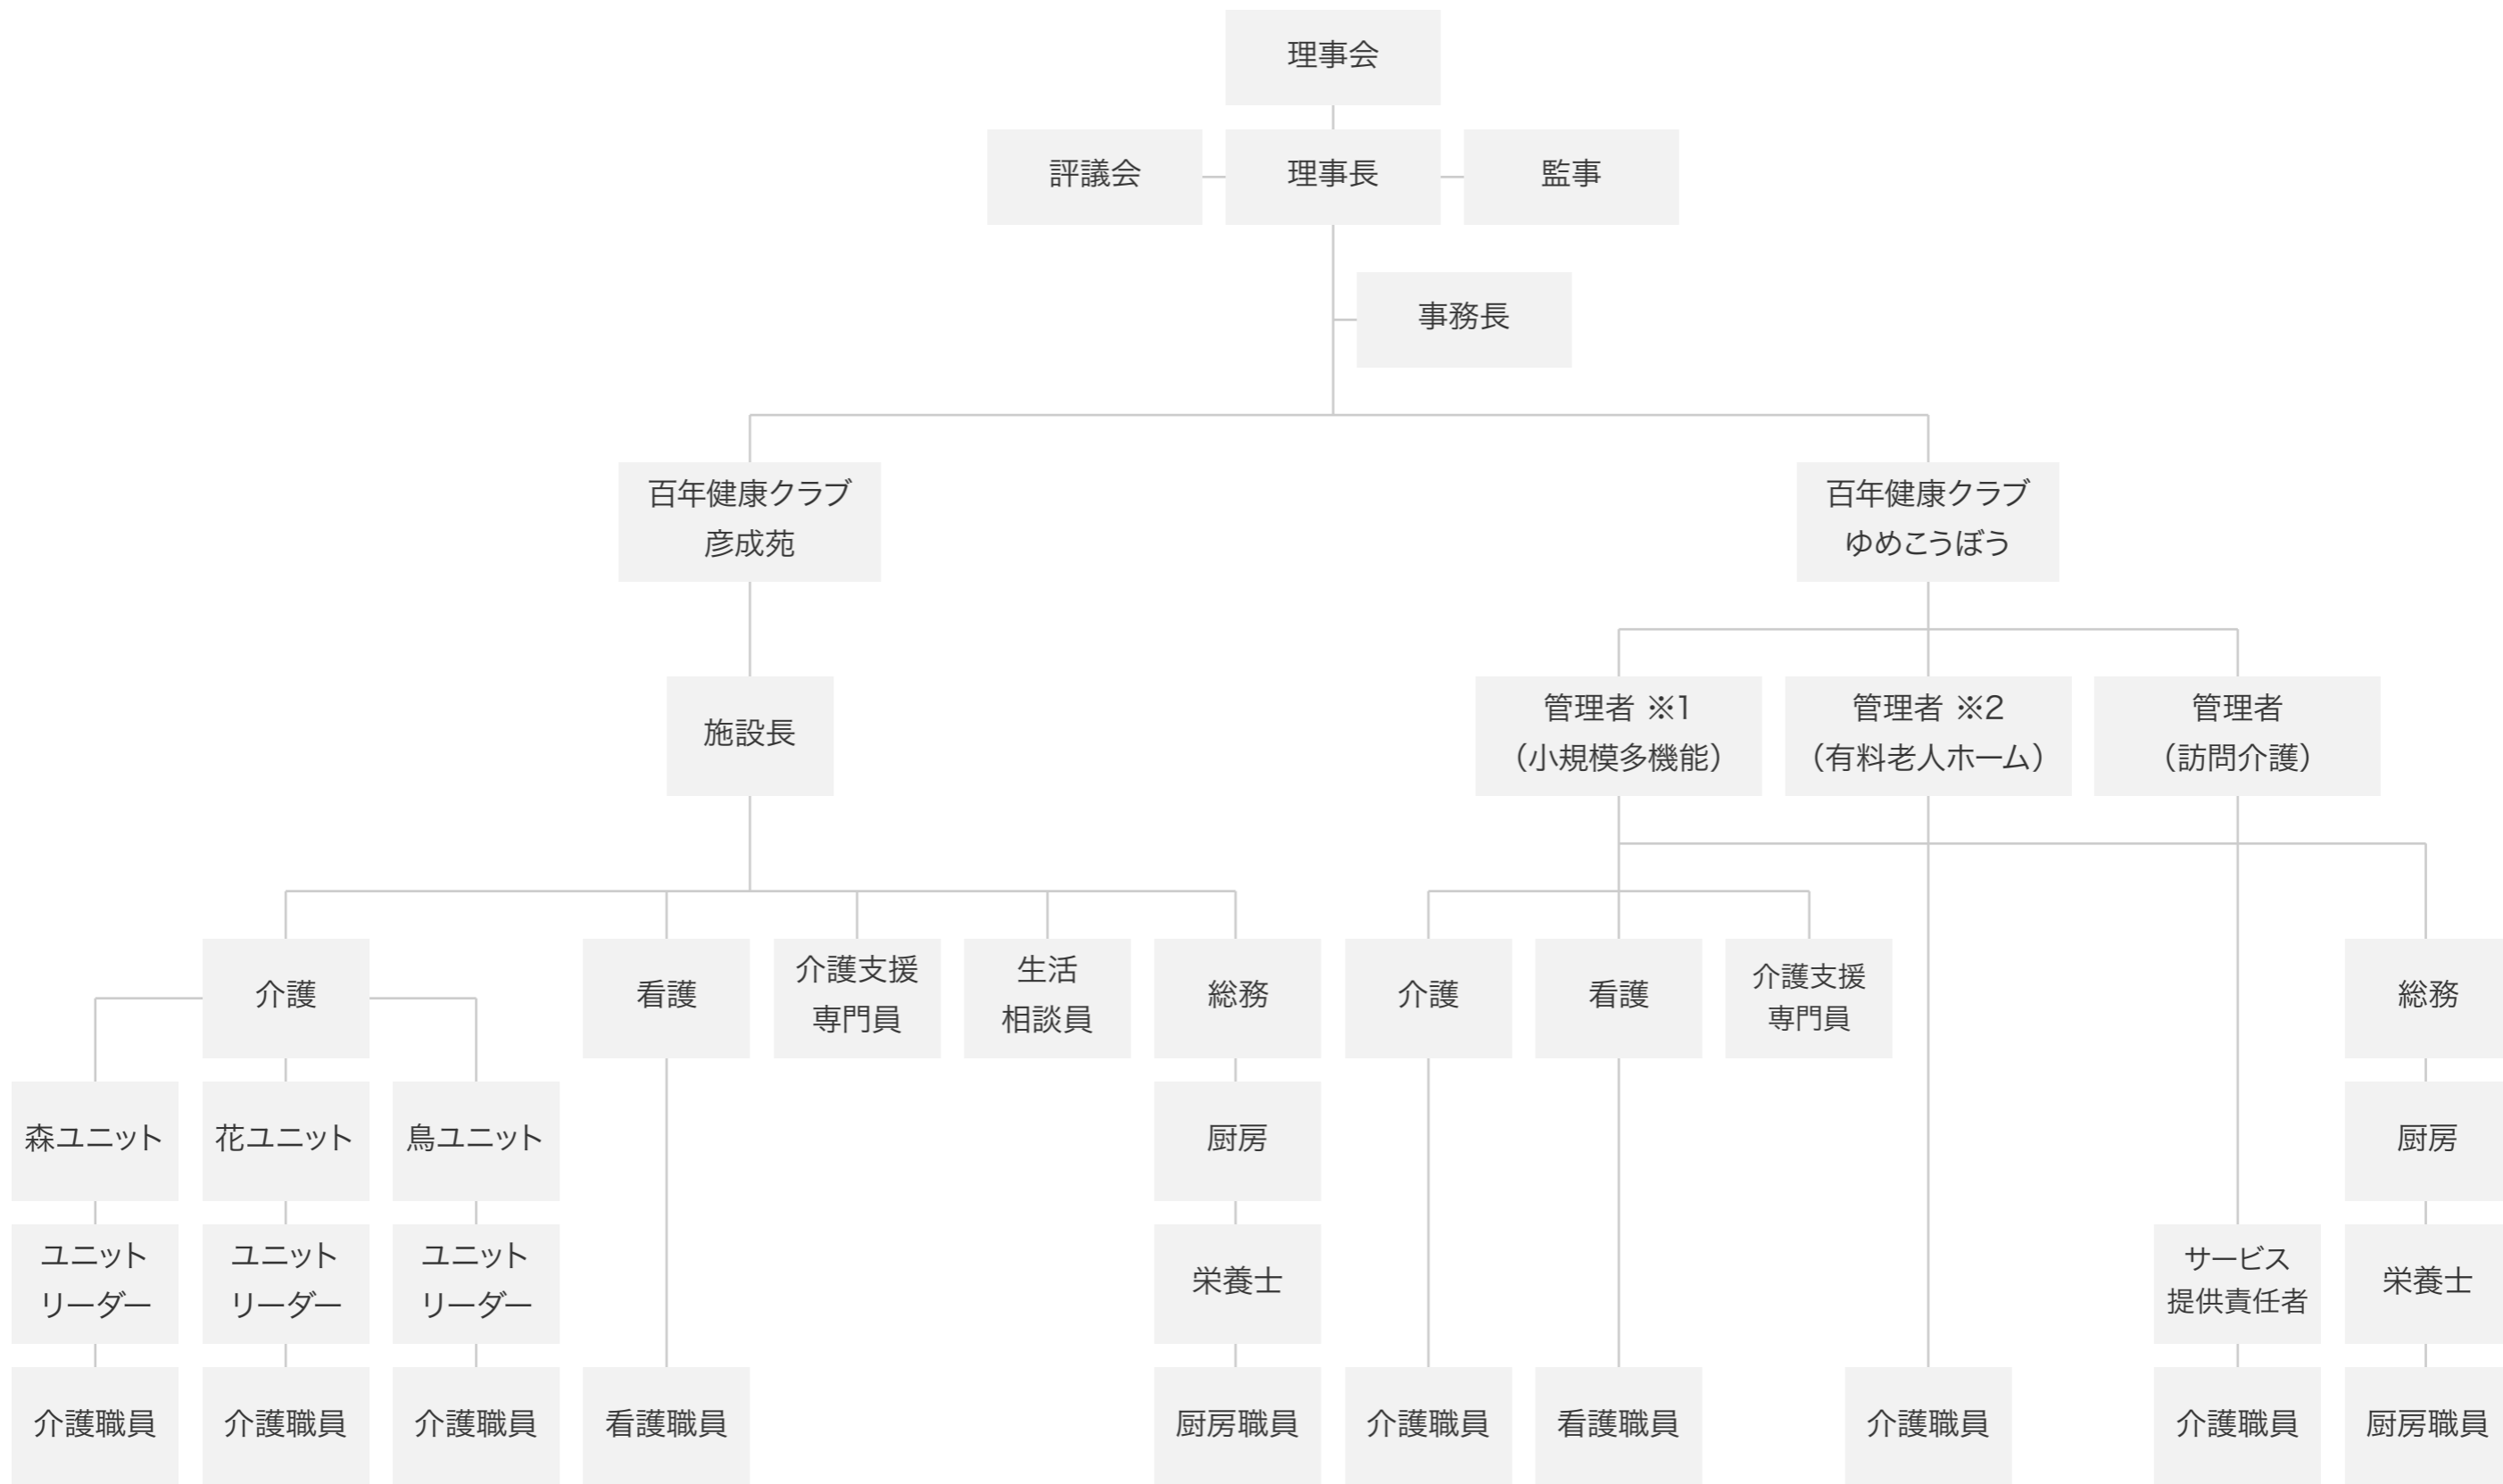 理事会
評議会
理事長
監事
事務長
百年健康クラブ
彦成苑
百年健康クラブ
ゆめこうぼう
施設長
管理者 ※1
（小規模多機能）
管理者 ※2
（有料老人ホーム）
管理者
（訪問介護）
介護
看護
介護支援
専門員
生活
相談員
総務
介護
看護
介護支援
専門員
総務
森ユニット
花ユニット
鳥ユニット
厨房
厨房
ユニット
リーダー
ユニット
リーダー
ユニット
リーダー
栄養士
サービス
提供責任者
栄養士
介護職員
介護職員
介護職員
看護職員
厨房職員
介護職員
看護職員
介護職員
介護職員
厨房職員